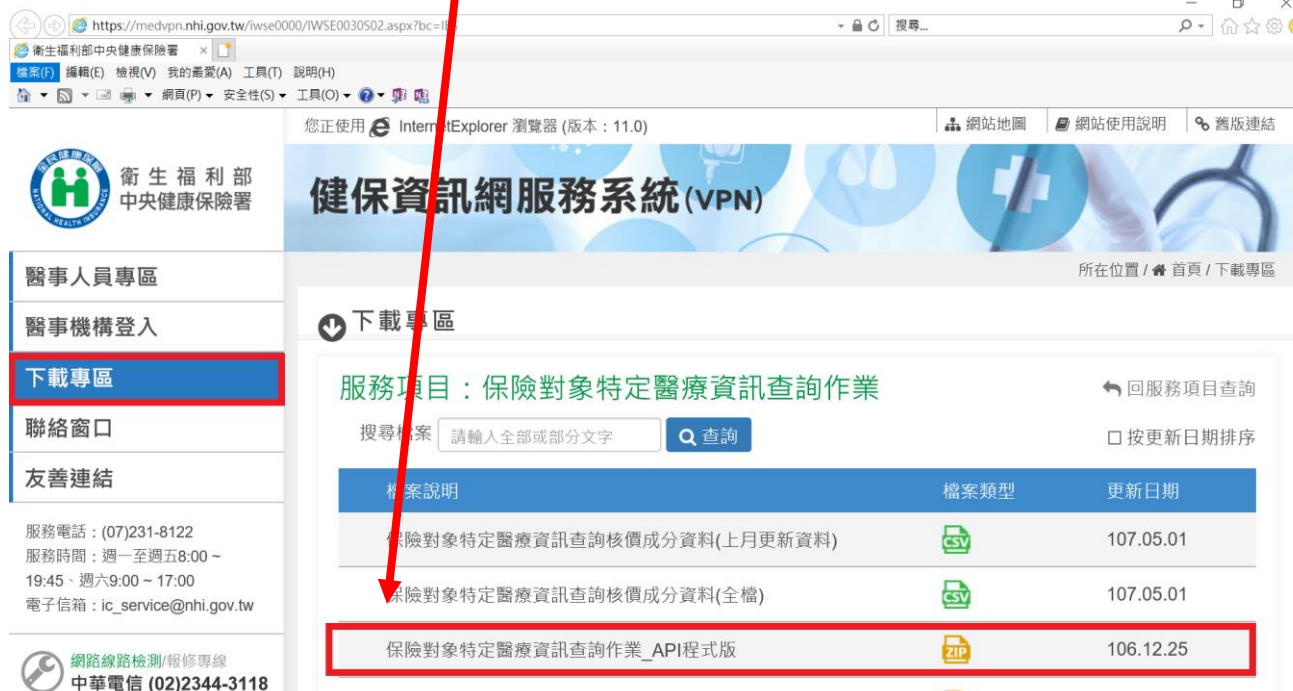 https://medvpn.nhi.gov.tw/iwse0000/IWSE0030S02.aspx?bc=IE
搜尋...
衛生福利部中央健康保險署 ×
檔案(F) 編輯(E) 檢視(V) 我的最愛(A) 工具(T) 說明(H)
網頁(P) 安全性(S) 工具(O)
您正使用 InternetExplorer 瀏覽器 (版本：11.0)
網站地圖 網站使用說明 舊版連結
衛生福利部
中央健康保險署
NATIONAL HEALTH INSURANCE
健保資訊網服務系統(VPN)
所在位置 / 首頁 / 下載專區
醫事人員專區
醫事機構登入
下載專區
聯絡窗口
友善連結
服務電話：(07)231-8122
服務時間：週一至週五8:00 ~
19:45、週六9:00 ~ 17:00
電子信箱：ic_service@nhi.gov.tw
網路線路檢測/報修專線
中華電信 (02)2344-3118
下載專區
服務項目：保險對象特定醫療資訊查詢作業
回服務項目查詢
搜尋檔案 請輸入全部或部分文字 查詢
按更新日期排序
檔案說明 檔案類型 更新日期
保險對象特定醫療資訊查詢核價成分資料(上月更新資料) CSV 107.05.01
保險對象特定醫療資訊查詢核價成分資料(全檔) CSV 107.05.01
保險對象特定醫療資訊查詢作業_API程式版 ZIP 106.12.25